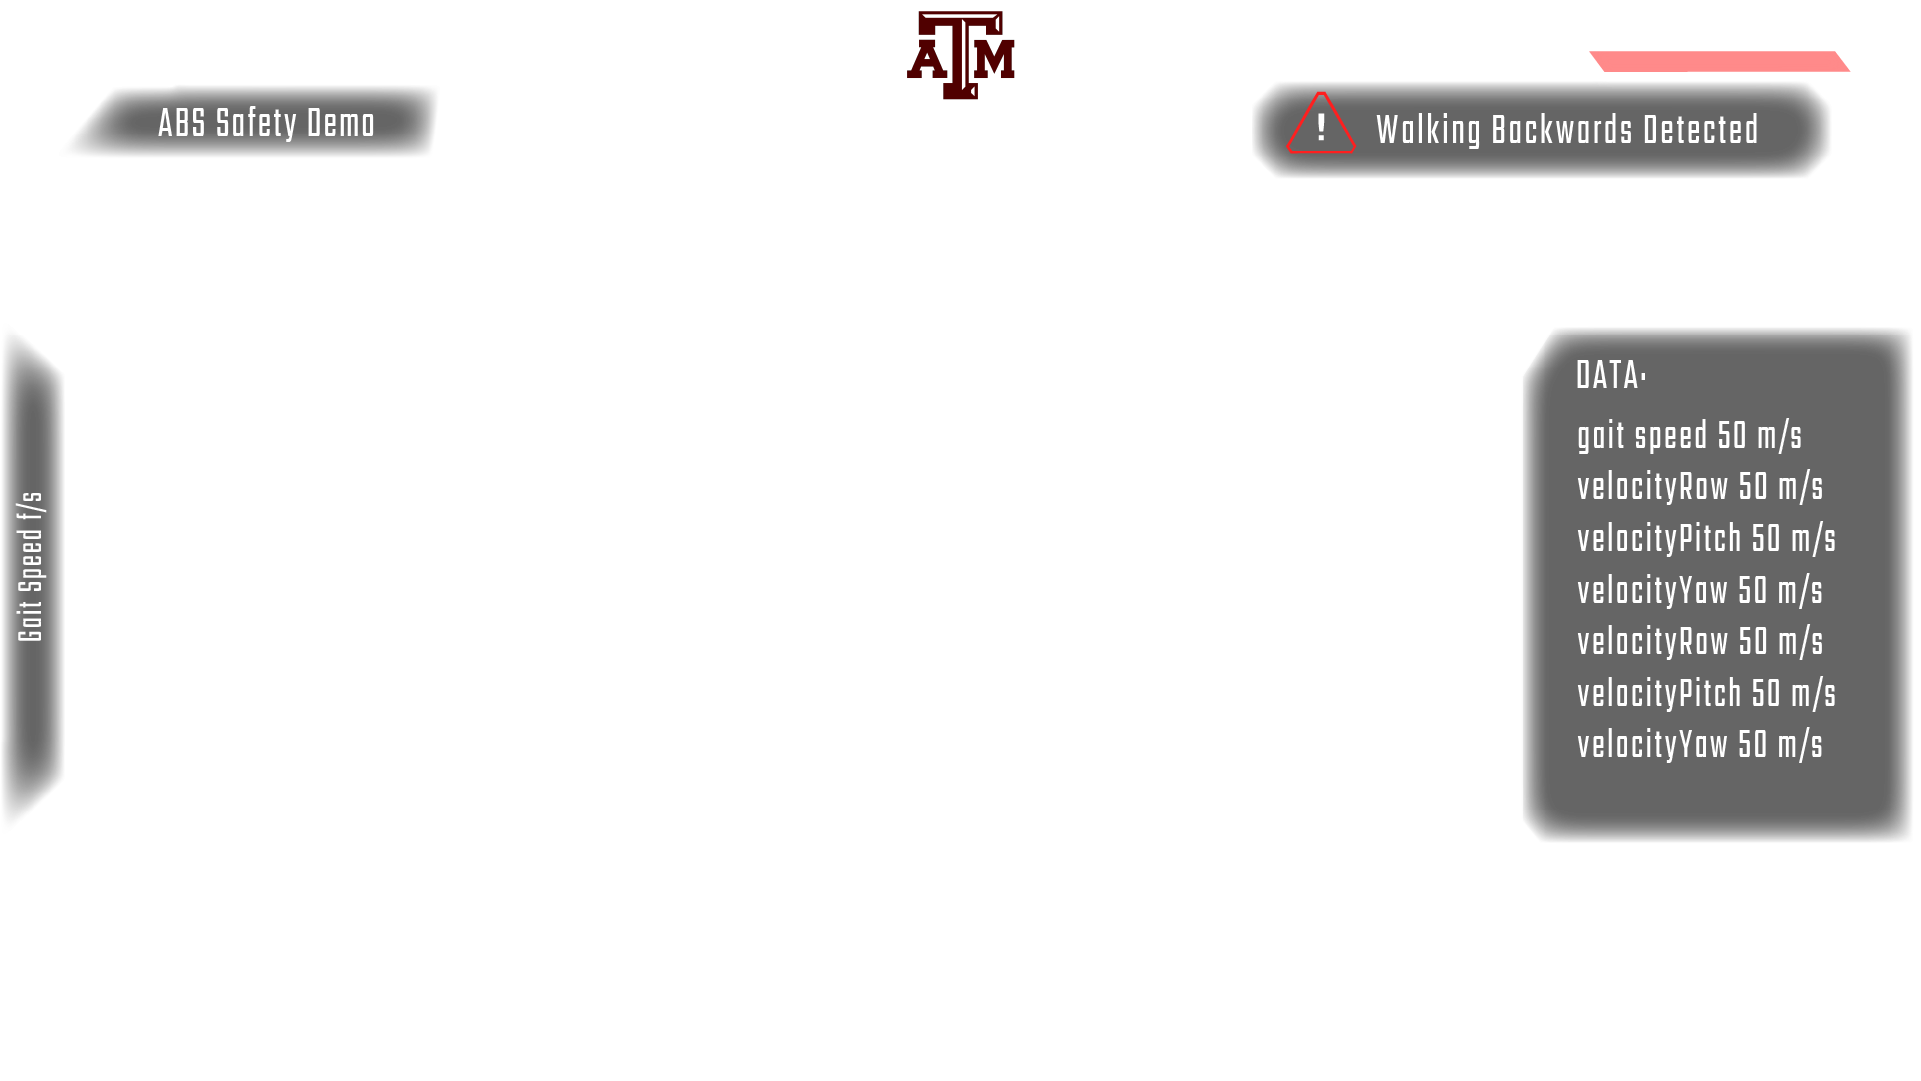 ATM
ABS Safety Demo
! Walking Backwards Detected
Gait Speed f/s
DATA:
gait speed 50 m/s
velocityRow 50 m/s
velocityPitch 50 m/s
velocityYaw 50 m/s
velocityRow 50 m/s
velocityPitch 50 m/s
velocityYaw 50 m/s